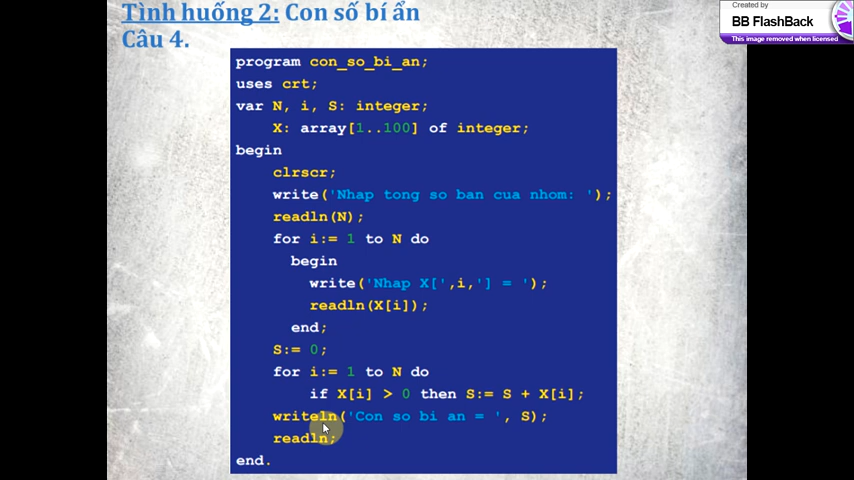 Tình huống 2: Con số bí ẩn
Câu 4.
Created by
BB FlashBack
This image removed when licensed
program con_so_bi_an;
uses crt;
var N, i, S: integer;
X: array[1..100] of integer;
begin
clrscr;
write('Nhap tong so ban cua nhom: ');
readln(N);
for i:= 1 to N do
begin
write('Nhap X[',i,'] = ');
readln(X[i]);
end;
S:= 0;
for i:= 1 to N do
if X[i] > 0 then S:= S + X[i];
writeln('Con so bi an = ', S);
readln;
end.